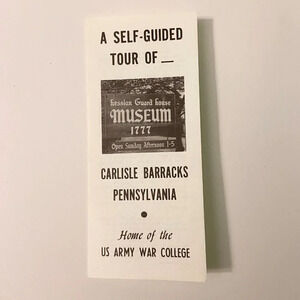 A SELF-GUIDED
TOUR OF __
Hessian Guard house
MUSEUM
1777
Open Sunday Afternoon 1-5
CARLISLE BARRACKS
PENNSYLVANIA
•
Home of the
US ARMY WAR COLLEGE